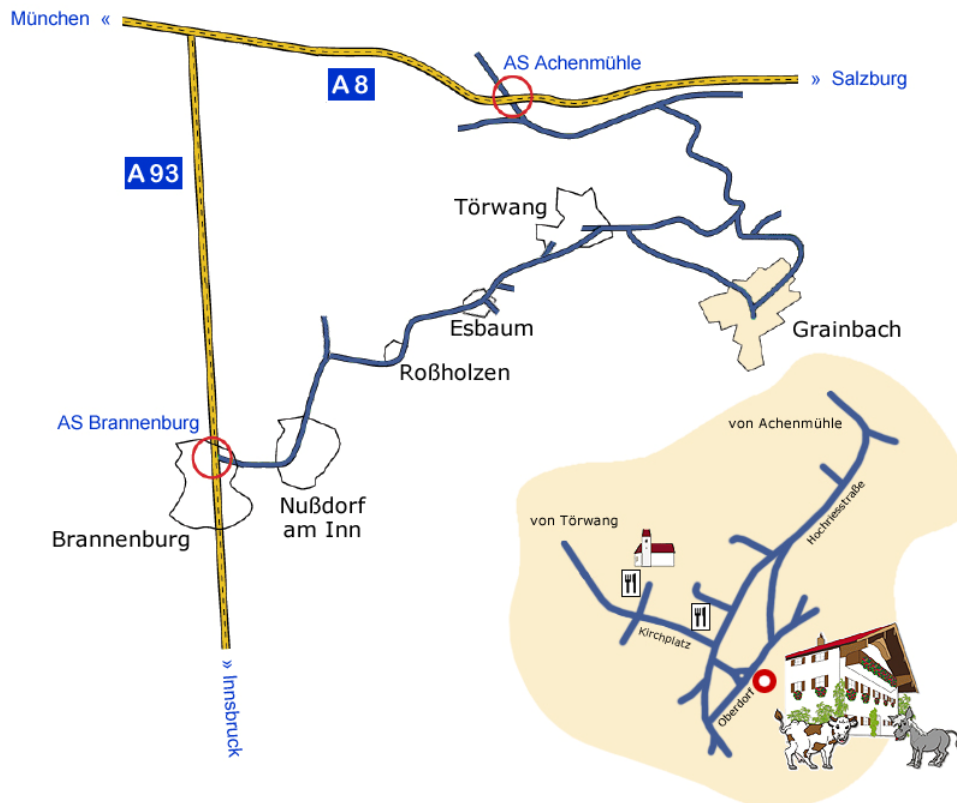 München «
AS Achenmühle
A 8
» Salzburg
A 93
Törwang
Esbaum
Grainbach
Roßholzen
AS Brannenburg
Nußdorf
am Inn
Brannenburg
» Innsbruck
von Achenmühle
Hochriesstraße
von Törwang
Kirchplatz
Oberdorf